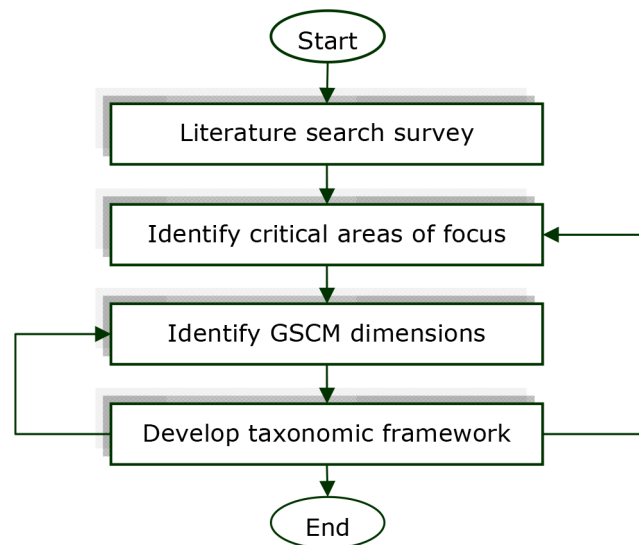 Start
Literature search survey
Identify critical areas of focus
Identify GSCM dimensions
Develop taxonomic framework
End